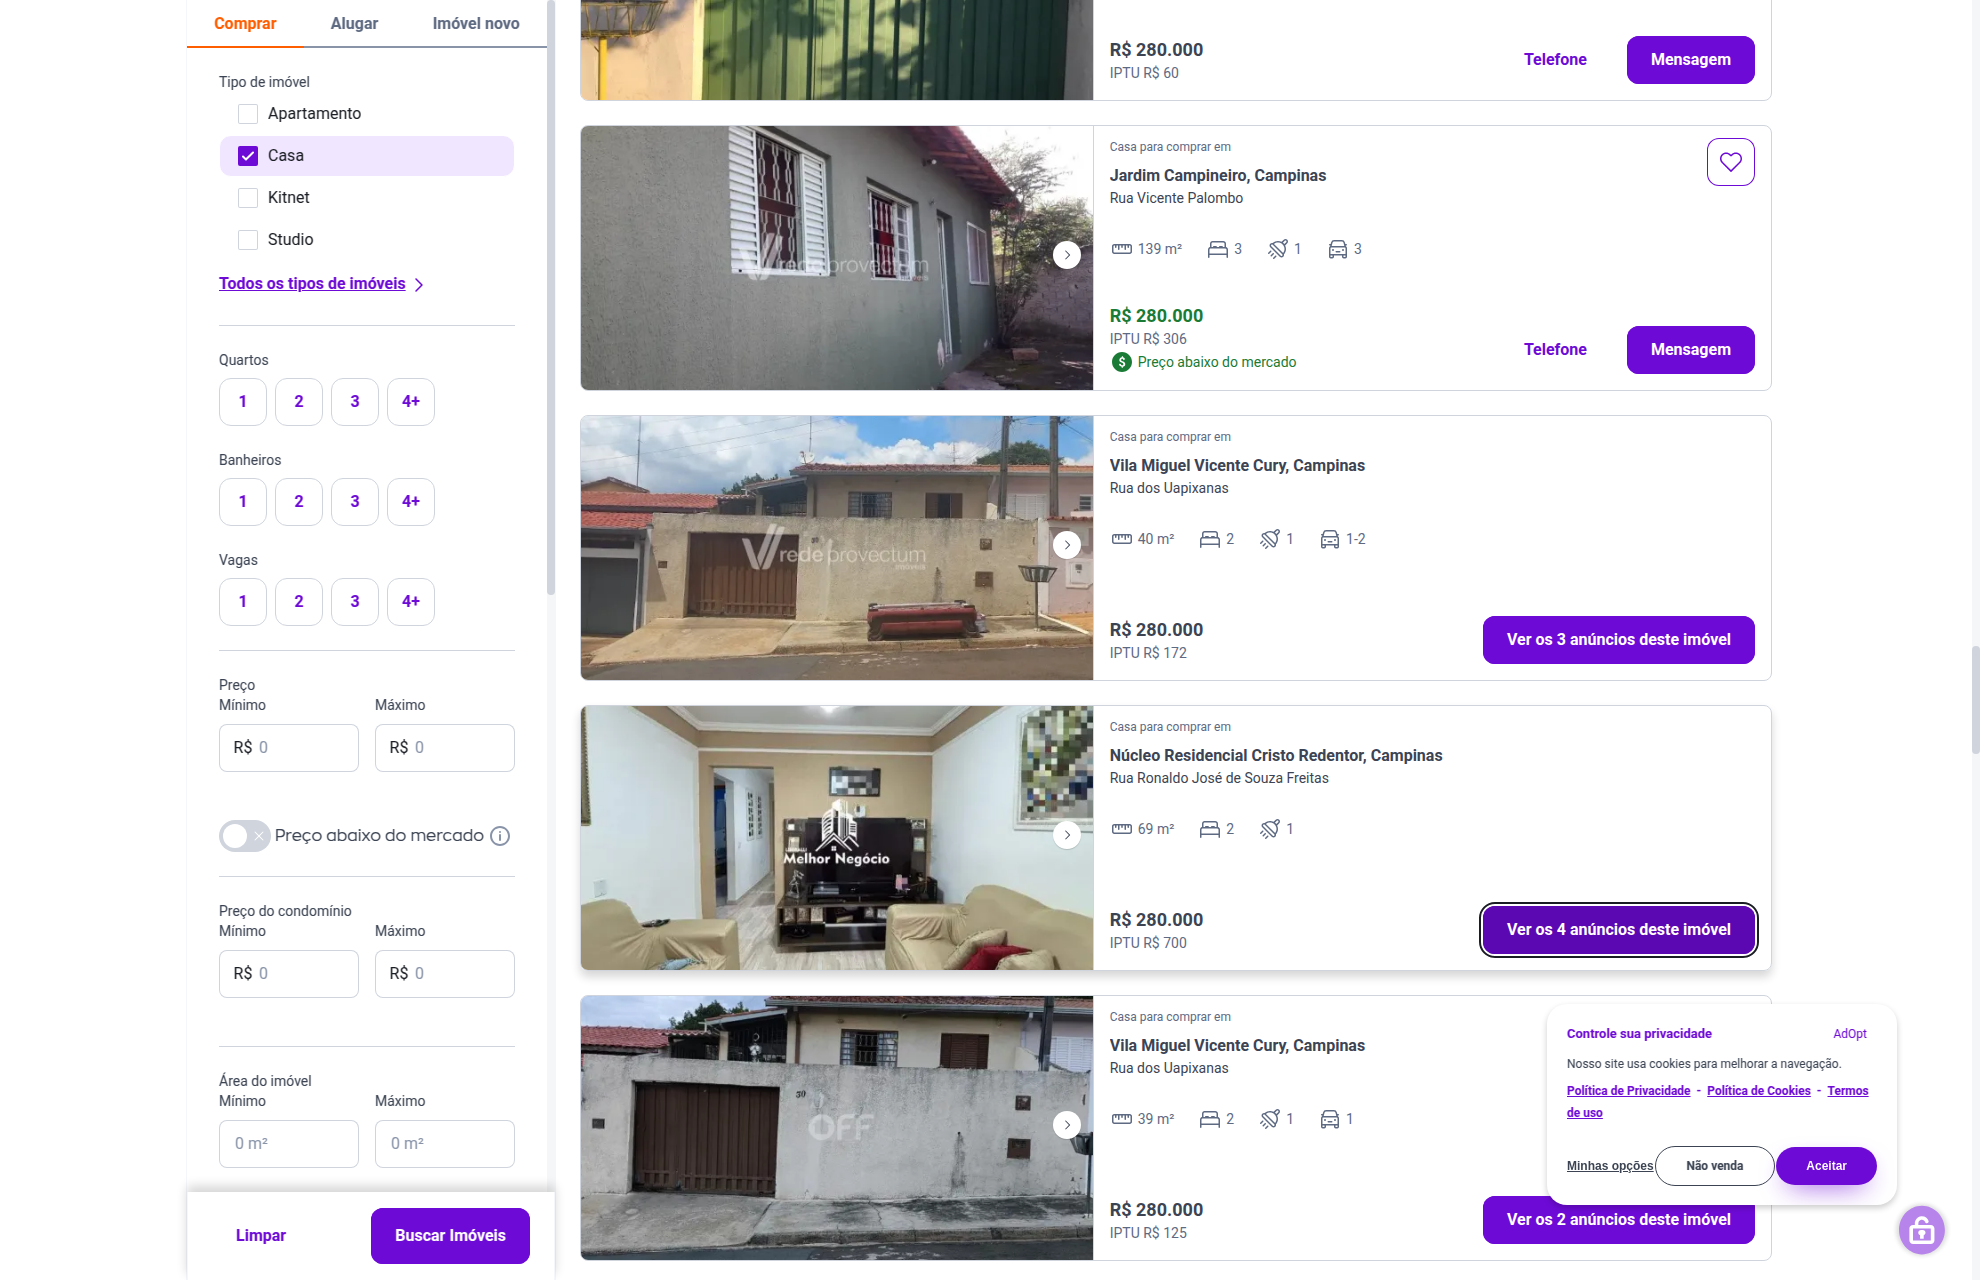 Comprar
Alugar
Imóvel novo
Tipo de imóvel
Apartamento
Casa
Kitnet
Studio
Todos os tipos de imóveis
Quartos
1 2 3 4+
Banheiros
1 2 3 4+
Vagas
1 2 3 4+
Preço
Mínimo Máximo
R$ 0 R$ 0
Preço abaixo do mercado
Preço do condomínio
Mínimo Máximo
R$ 0 R$ 0
Área do imóvel
Mínimo Máximo
0 m² 0 m²
Limpar
Buscar Imóveis
R$ 280.000
IPTU R$ 60
Telefone
Mensagem
rede provectum
imóveis
Casa para comprar em
Jardim Campineiro, Campinas
Rua Vicente Palombo
139 m² 3 1 3
R$ 280.000
IPTU R$ 306
$ Preço abaixo do mercado
Telefone
Mensagem
rede provectum
imóveis
Casa para comprar em
Vila Miguel Vicente Cury, Campinas
Rua dos Uapixanas
40 m² 2 1 1-2
R$ 280.000
IPTU R$ 172
Ver os 3 anúncios deste imóvel
Melhor Negócio
Casa para comprar em
Núcleo Residencial Cristo Redentor, Campinas
Rua Ronaldo José de Souza Freitas
69 m² 2 1
R$ 280.000
IPTU R$ 700
Ver os 4 anúncios deste imóvel
30
OFF
Casa para comprar em
Vila Miguel Vicente Cury, Campinas
Rua dos Uapixanas
39 m² 2 1 1
R$ 280.000
IPTU R$ 125
Ver os 2 anúncios deste imóvel
Controle sua privacidade
AdOpt
Nosso site usa cookies para melhorar a navegação.
Política de Privacidade - Política de Cookies - Termos
de uso
Minhas opções
Não venda
Aceitar